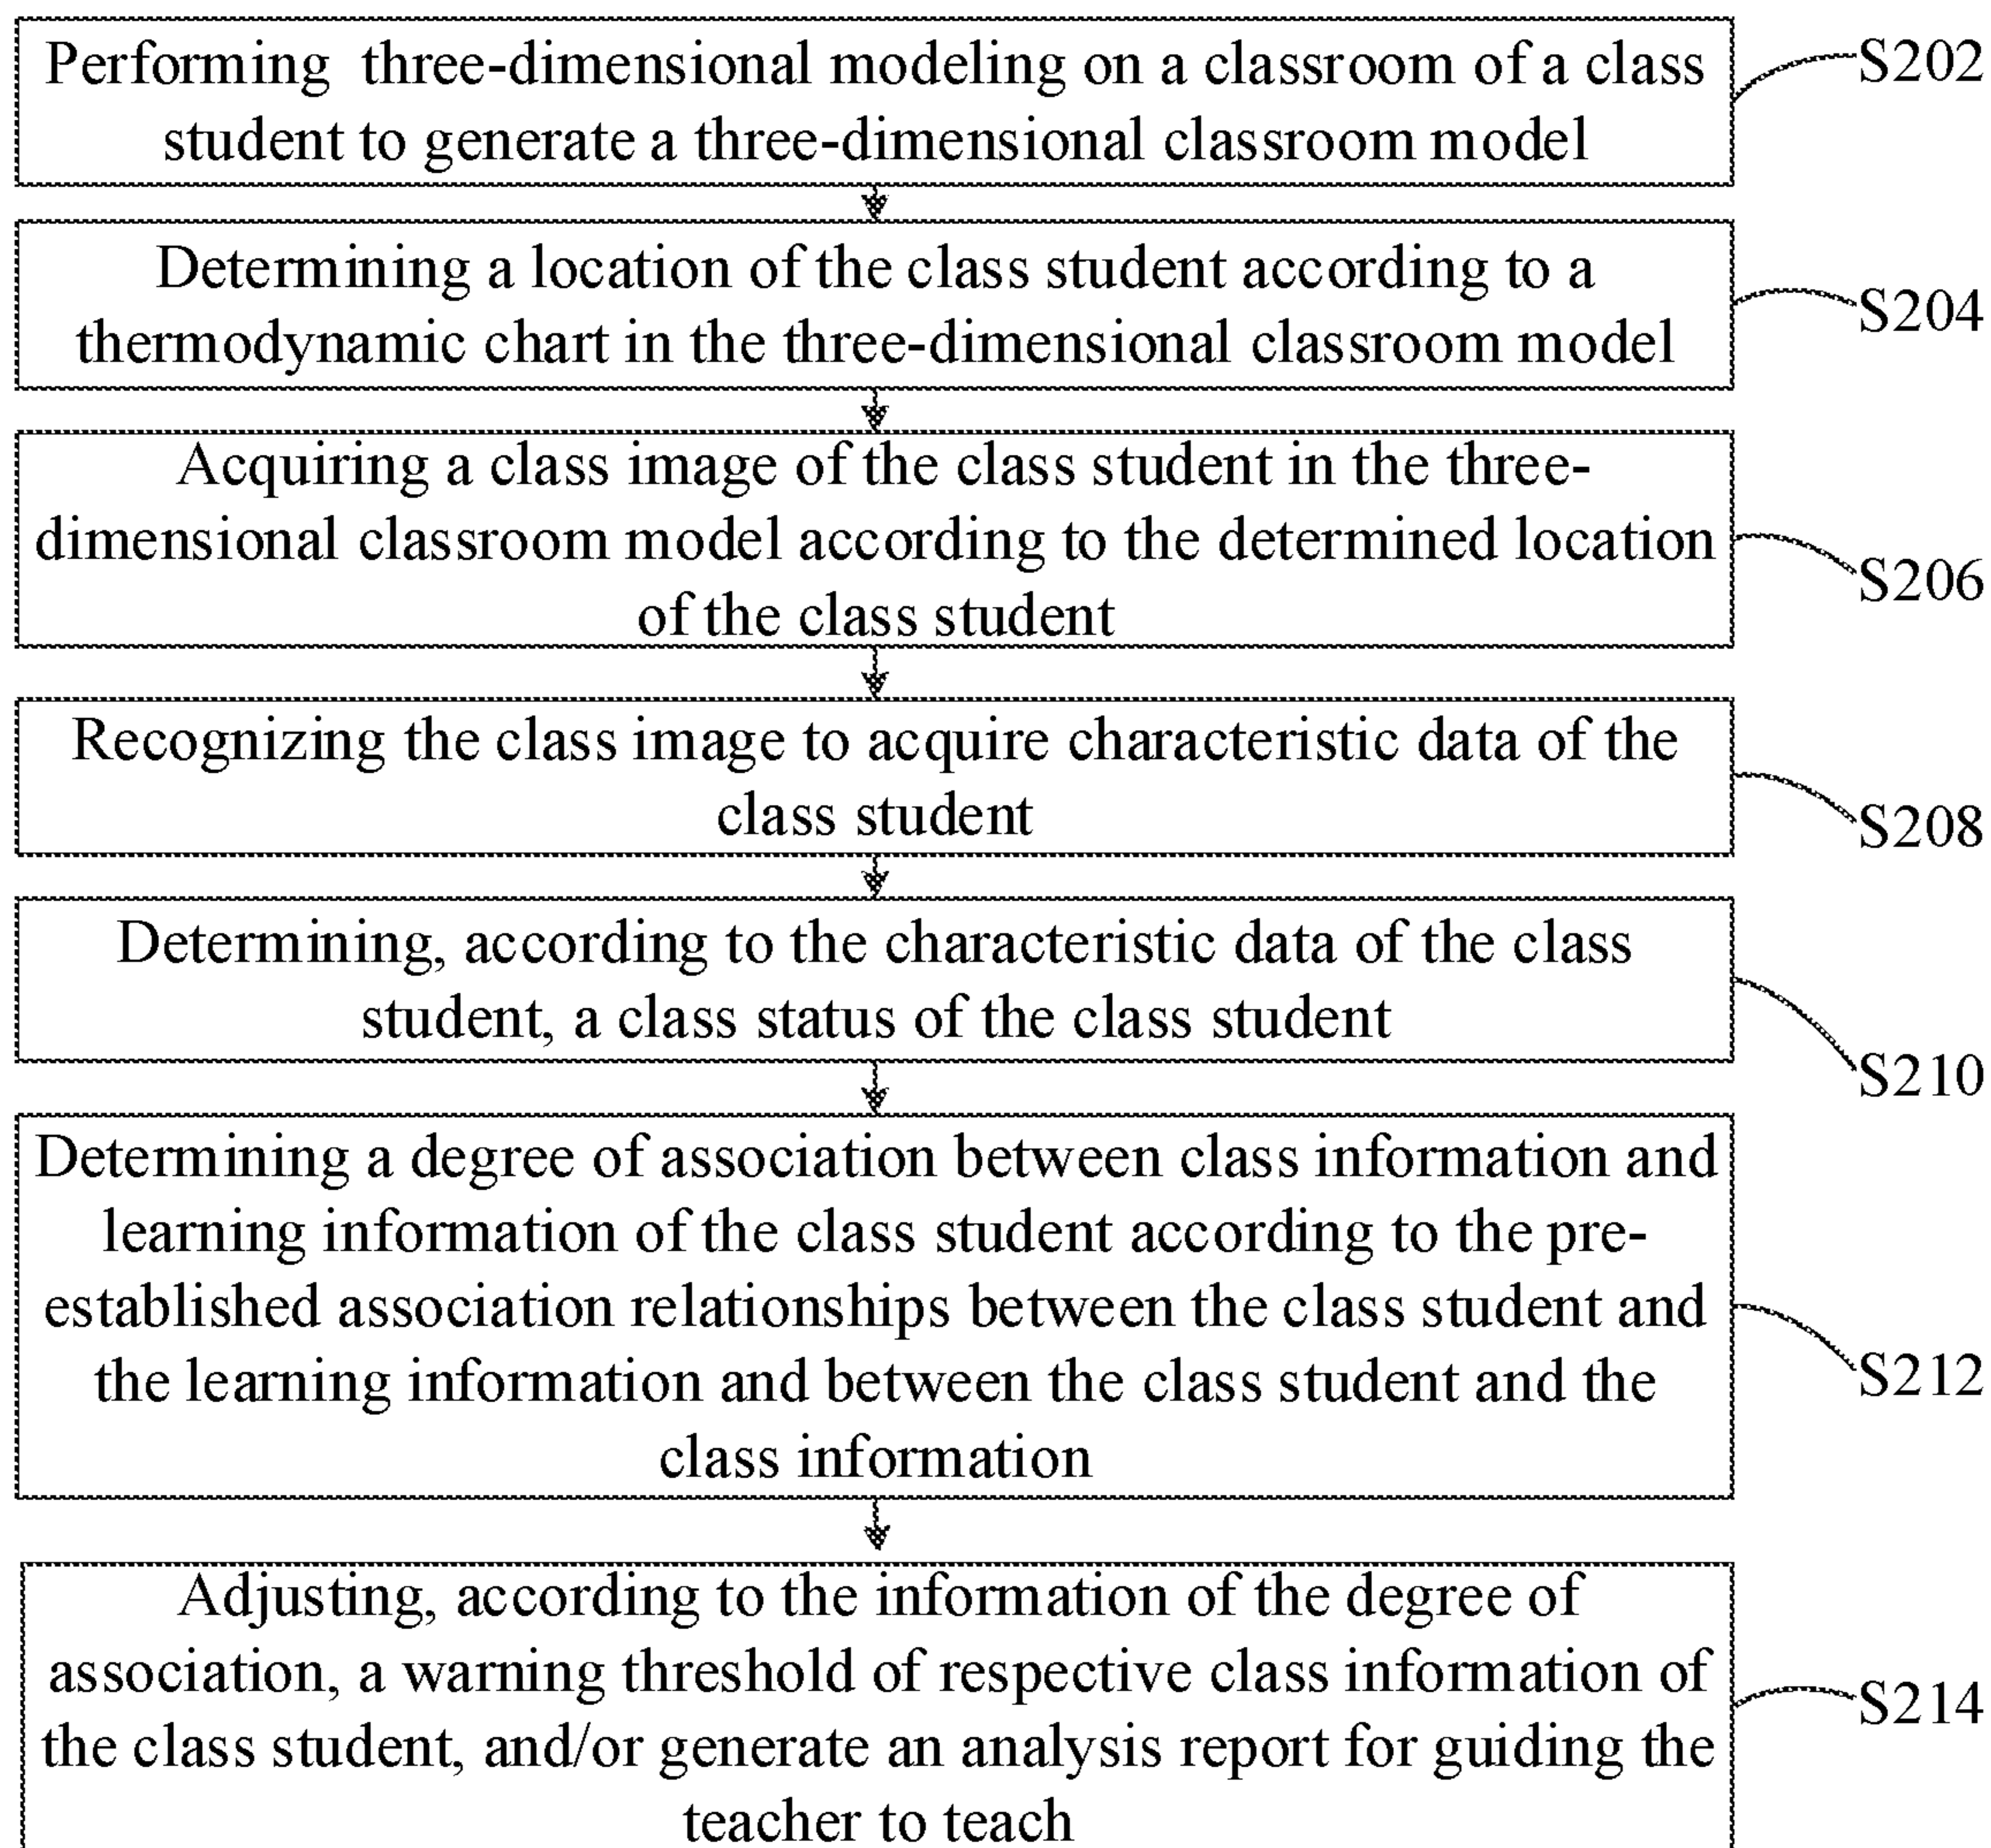 Performing three-dimensional modeling on a classroom of a class
student to generate a three-dimensional classroom model
S202
Determining a location of the class student according to a
thermodynamic chart in the three-dimensional classroom model
S204
Acquiring a class image of the class student in the three-
dimensional classroom model according to the determined location
of the class student
S206
Recognizing the class image to acquire characteristic data of the
class student
S208
Determining, according to the characteristic data of the class
student, a class status of the class student
S210
Determining a degree of association between class information and
learning information of the class student according to the pre-
established association relationships between the class student and
the learning information and between the class student and the
class information
S212
Adjusting, according to the information of the degree of
association, a warning threshold of respective class information of
the class student, and/or generate an analysis report for guiding the
teacher to teach
S214